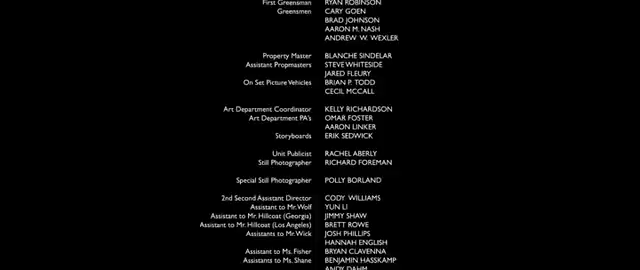 First Greensman RYAN ROBINSON
Greensmen CARY GOEN
BRAD JOHNSON
AARON M. NASH
ANDREW W. WEXLER
Property Master BLANCHE SINDELAR
Assistant Propmasters STEVE WHITESIDE
JARED FLEURY
On Set Picture Vehicles BRIAN P. TODD
CECIL MCCALL
Art Department Coordinator KELLY RICHARDSON
Art Department PA's OMAR FOSTER
AARON LINKER
Storyboards ERIK SEDWICK
Unit Publicist RACHEL ABERLY
Still Photographer RICHARD FOREMAN
Special Still Photographer POLLY BORLAND
2nd Second Assistant Director CODY WILLIAMS
Assistant to Mr. Wolf YUN LI
Assistant to Mr. Hillcoat (Georgia) JIMMY SHAW
Assistant to Mr. Hillcoat (Los Angeles) BRETT ROWE
Assistants to Mr. Wick JOSH PHILLIPS
HANNAH ENGLISH
Assistant to Ms. Fisher BRYAN CLAVENNA
Assistants to Ms. Shane BENJAMIN HASSKAMP
ANDY DAHM